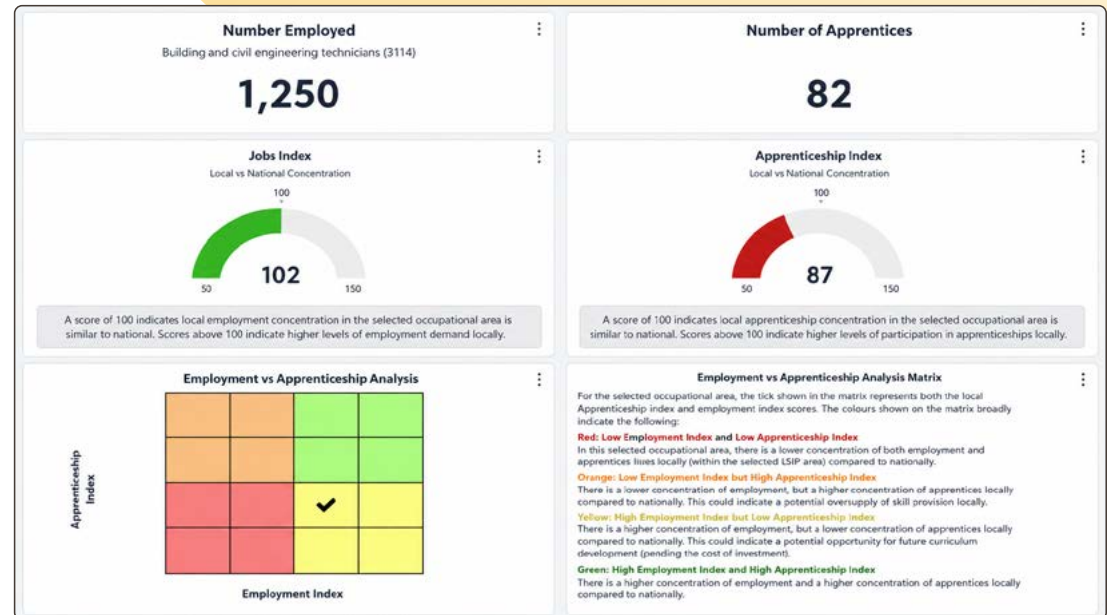 Number Employed
Building and civil engineering technicians (3114)
1,250
Number of Apprentices
82
Jobs Index
Local vs National Concentration
100
102
50
150
A score of 100 indicates local employment concentration in the selected occupational area is
similar to national. Scores above 100 indicate higher levels of employment demand locally.
Apprenticeship Index
Local vs National Concentration
100
87
50
150
A score of 100 indicates local apprenticeship concentration in the selected occupational area is
similar to national. Scores above 100 indicate higher levels of participation in apprenticeships locally.
Employment vs Apprenticeship Analysis
Apprenticeship
Index
Employment Index
Employment vs Apprenticeship Analysis Matrix
For the selected occupational area, the tick shown in the matrix represents both the local
Apprenticeship index and employment index scores. The colours shown on the matrix broadly
indicate the following:
Red: Low Employment Index and Low Apprenticeship Index
In this selected occupational area, there is a lower concentration of both employment and
apprentices locally (within the selected LSIP area) compared to nationally.
Orange: Low Employment Index but High Apprenticeship Index
There is a lower concentration of employment, but a higher concentration of apprentices locally
compared to nationally. This could indicate a potential oversupply of skill provision locally.
Yellow: High Employment Index but Low Apprenticeship Index
There is a higher concentration of employment, but a lower concentration of apprentices locally
compared to nationally. This could indicate a potential opportunity for future curriculum
development (pending the cost of investment).
Green: High Employment Index and High Apprenticeship Index
There is a higher concentration of employment and a higher concentration of apprentices locally
compared to nationally.